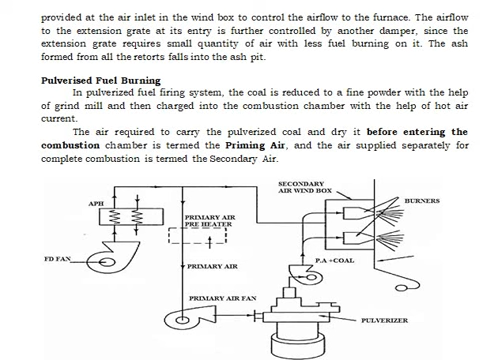 provided at the air inlet in the wind box to control the airflow to the furnace. The airflow
to the extension grate at its entry is further controlled by another damper, since the
extension grate requires small quantity of air with less fuel burning on it. The ash
formed from all the retorts falls into the ash pit.
Pulverised Fuel Burning
In pulverized fuel firing system, the coal is reduced to a fine powder with the help
of grind mill and then charged into the combustion chamber with the help of hot air
current.
The air required to carry the pulverized coal and dry it before entering the
combustion chamber is termed the Priming Air, and the air supplied separately for
complete combustion is termed the Secondary Air.
SECONDARY
AIR WIND BOX
BURNERS
APH
PRIMARY AIR
PRE HEATER
FD FAN
PRIMARY AIR
P.A +COAL
PRIMARY AIR FAN
PULVERIZER